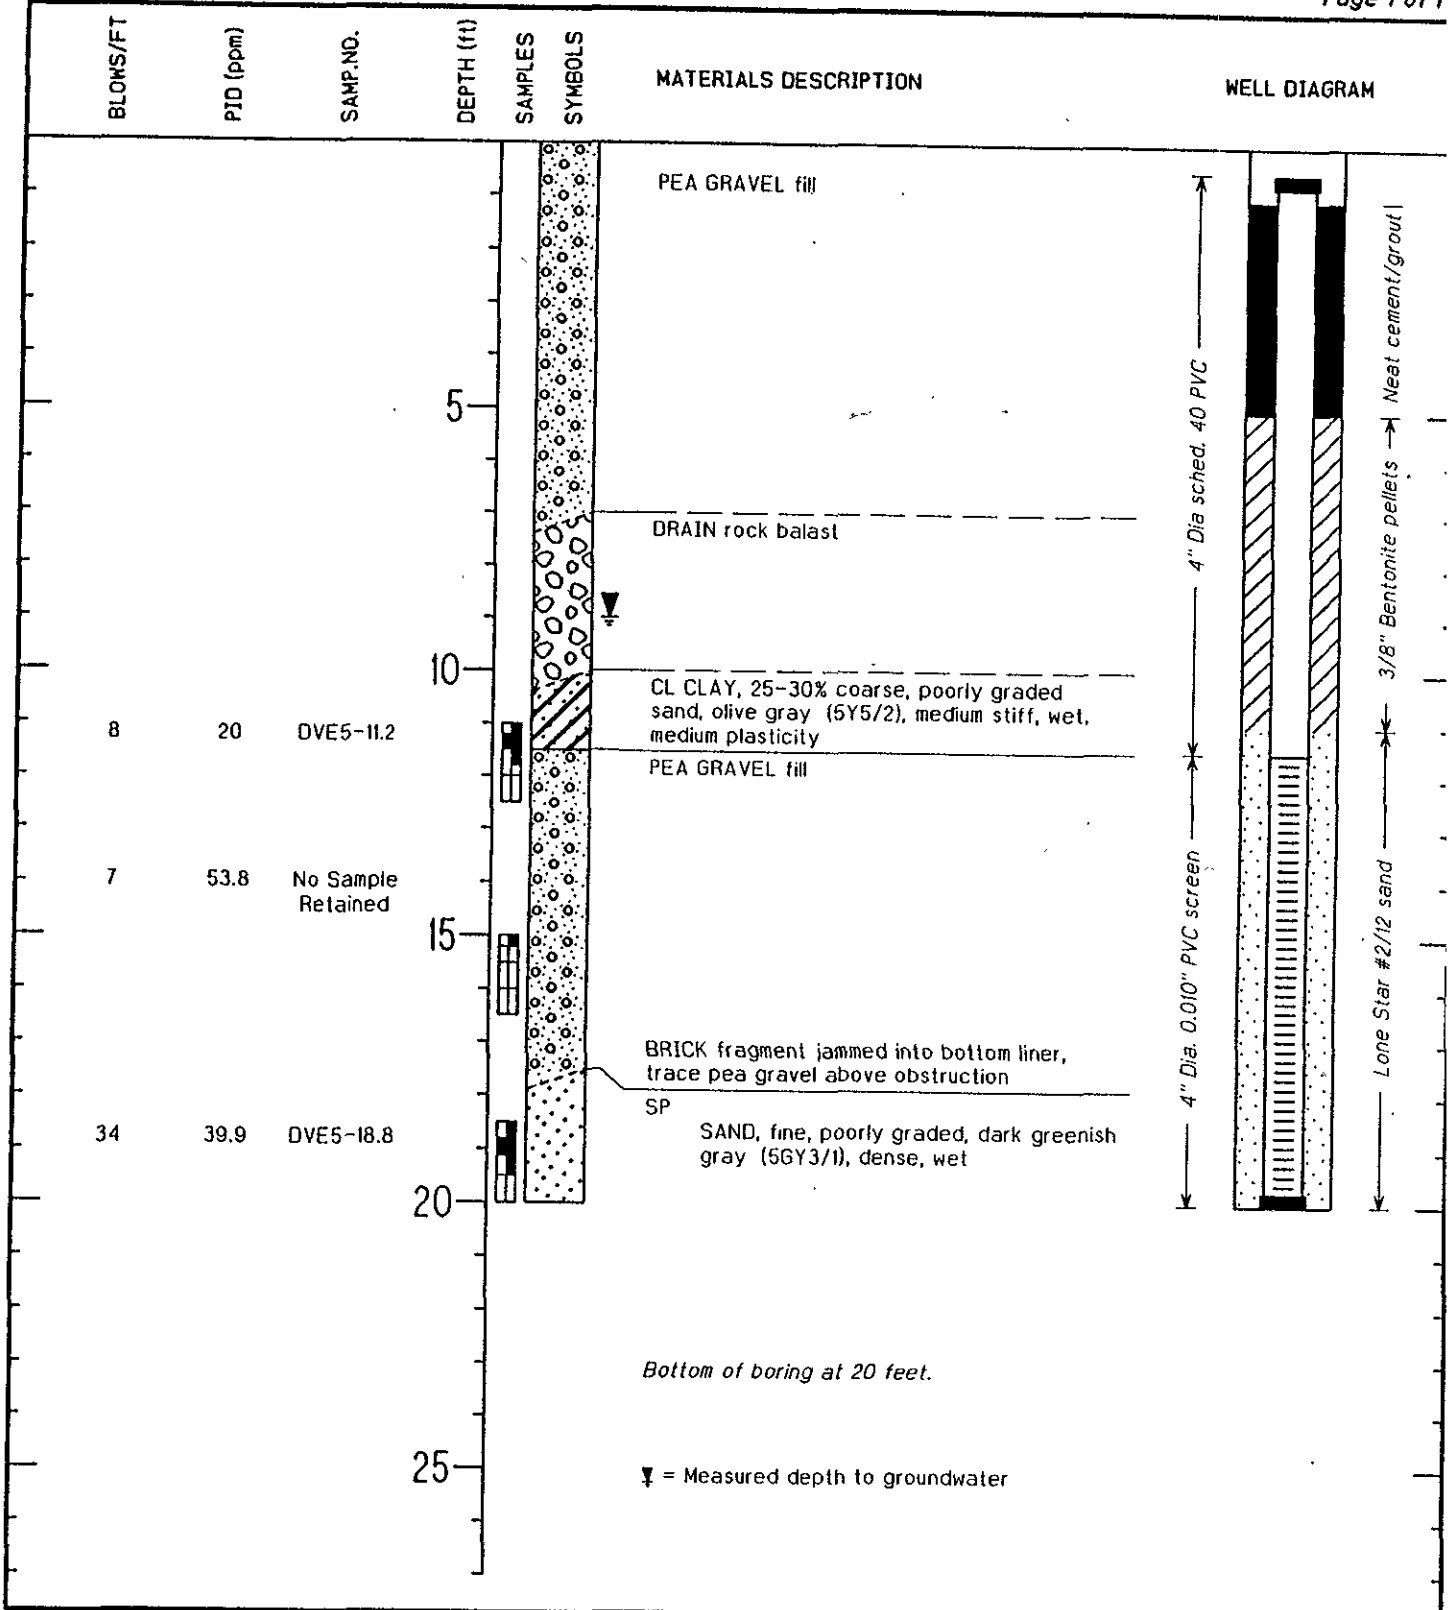 Page 1 of 1
BLOWS/FT
PID (ppm)
SAMP.NO.
DEPTH (ft)
SAMPLES
SYMBOLS
MATERIALS DESCRIPTION
WELL DIAGRAM
PEA GRAVEL fill
5
DRAIN rock balast
10
CL CLAY, 25-30% coarse, poorly graded
sand, olive gray (5Y5/2), medium stiff, wet,
medium plasticity
8 20 DVE5-11.2
PEA GRAVEL fill
7 53.8 No Sample
Retained
15
BRICK fragment jammed into bottom liner,
trace pea gravel above obstruction
SP
34 39.9 DVE5-18.8
SAND, fine, poorly graded, dark greenish
gray (5GY3/1), dense, wet
20
Bottom of boring at 20 feet.
25
= Measured depth to groundwater
4" Dia sched. 40 PVC
4" Dia. 0.010" PVC screen
Neat cement/grout
3/8" Bentonite pellets
Lone Star #2/12 sand